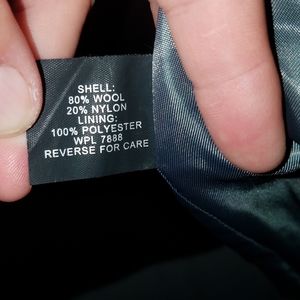 SHELL:
80% WOOL
20% NYLON
LINING:
100% POLYESTER
WPL 7888
REVERSE FOR CARE